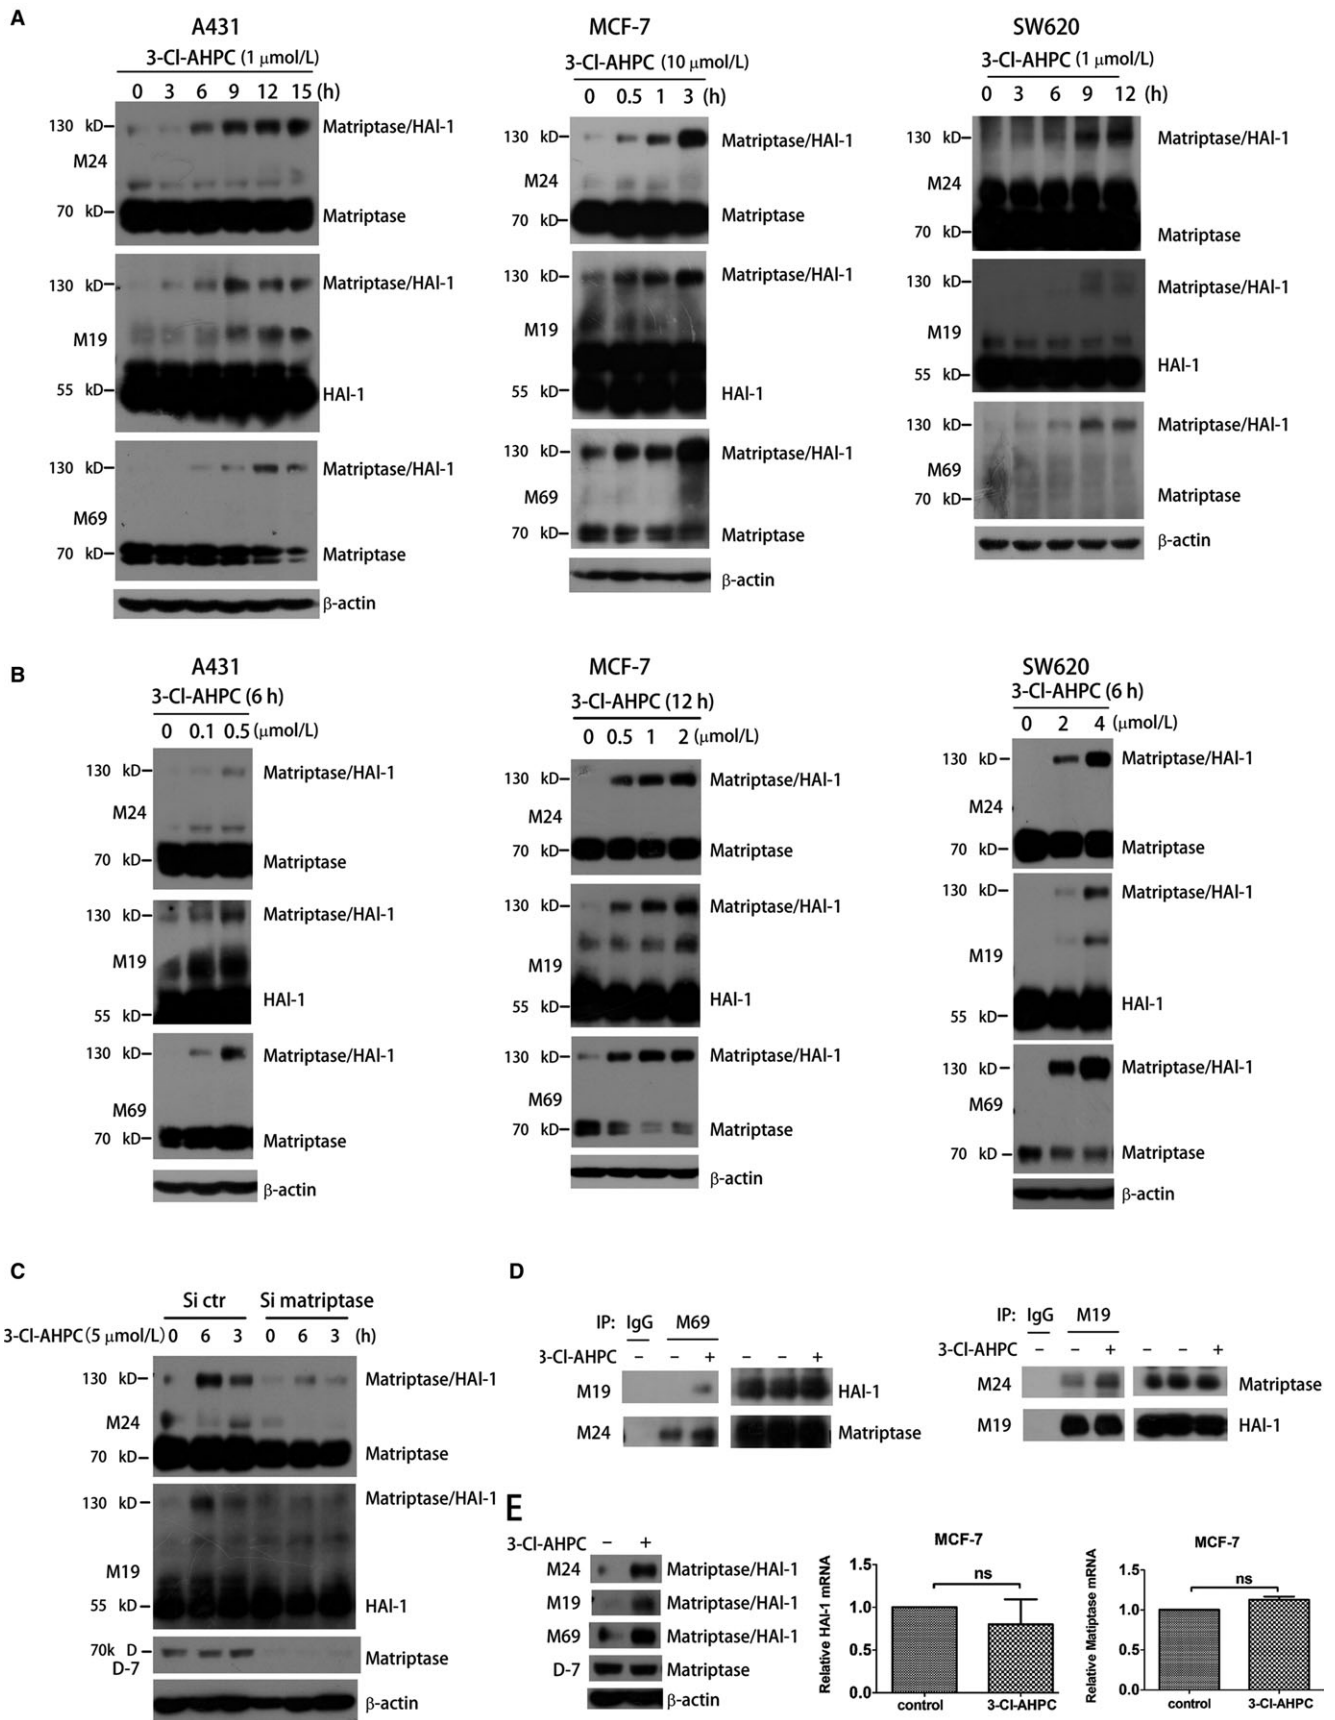 A
A431
3-Cl-AHPC (1 μmol/L)
0 3 6 9 12 15 (h)
130 kD
Matriptase/HAI-1
M24
70 kD
Matriptase
130 kD
Matriptase/HAI-1
M19
55 kD
HAI-1
130 kD
Matriptase/HAI-1
M69
70 kD
Matriptase
β-actin
MCF-7
3-Cl-AHPC (10 μmol/L)
0 0.5 1 3 (h)
130 kD
Matriptase/HAI-1
M24
70 kD
Matriptase
130 kD
Matriptase/HAI-1
M19
55 kD
HAI-1
130 kD
Matriptase/HAI-1
M69
70 kD
Matriptase
β-actin
SW620
3-Cl-AHPC (1 μmol/L)
0 3 6 9 12 (h)
130 kD
Matriptase/HAI-1
M24
70 kD
Matriptase
Matriptase/HAI-1
130 kD
M19
HAI-1
55 kD
130 kD
Matriptase/HAI-1
M69
70 kD
Matriptase
β-actin
B
A431
3-Cl-AHPC (6 h)
0 0.1 0.5 (μmol/L)
130 kD
Matriptase/HAI-1
M24
70 kD
Matriptase
130 kD
Matriptase/HAI-1
M19
HAI-1
55 kD
130 kD
Matriptase/HAI-1
M69
70 kD
Matriptase
β-actin
MCF-7
3-Cl-AHPC (12 h)
0 0.5 1 2 (μmol/L)
130 kD
Matriptase/HAI-1
M24
70 kD
Matriptase
130 kD
Matriptase/HAI-1
M19
HAI-1
55 kD
130 kD
Matriptase/HAI-1
M69
70 kD
Matriptase
β-actin
SW620
3-Cl-AHPC (6 h)
0 2 4 (μmol/L)
130 kD
Matriptase/HAI-1
M24
70 kD
Matriptase
130 kD
Matriptase/HAI-1
M19
HAI-1
55 kD
130 kD
Matriptase/HAI-1
M69
70 kD
Matriptase
β-actin
C
Si ctr Si matriptase
3-Cl-AHPC(5 μmol/L) 0 6 3 0 6 3 (h)
130 kD
Matriptase/HAI-1
M24
70 kD
Matriptase
130 kD
Matriptase/HAI-1
M19
55 kD
HAI-1
70k D
D-7
Matriptase
β-actin
D
IP: IgG M69
3-Cl-AHPC − − + − − +
M19 HAI-1
M24 Matriptase
IP: IgG M19
3-Cl-AHPC − − + − − +
M24 Matriptase
M19 HAI-1
E
3-Cl-AHPC − +
M24 Matriptase/HAI-1
M19 Matriptase/HAI-1
M69 Matriptase/HAI-1
D-7 Matriptase
β-actin
MCF-7
Relative HAI-1 mRNA
1.5
1.0
0.5
0.0
ns
control 3-Cl-AHPC
MCF-7
Relative Matiptase mRNA
1.5
1.0
0.5
0.0
ns
control 3-Cl-AHPC